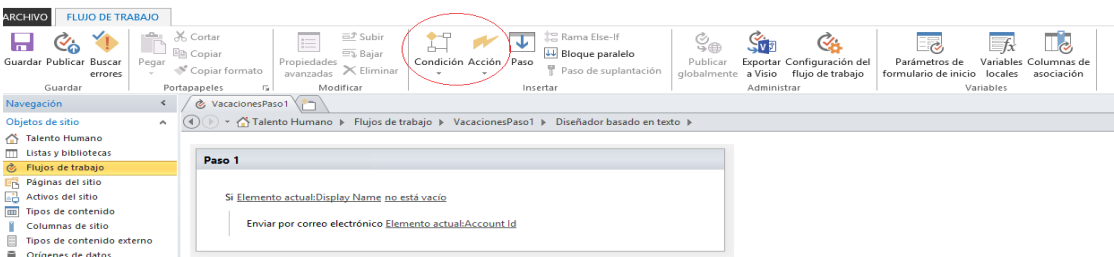 ARCHIVO FLUJO DE TRABAJO
Guardar Publicar Buscar errores
Guardar
Pegar
Cortar
Copiar
Copiar formato
Portapapeles
Propiedades avanzadas
Subir
Bajar
Eliminar
Modificar
Condición Acción Paso
Rama Else-If
Bloque paralelo
Paso de suplantación
Insertar
Publicar globalmente
Exportar a Visio
Configuración del flujo de trabajo
Administrar
Parámetros de formulario de inicio
Variables locales
Columnas de asociación
Variables
Navegación
Objetos de sitio
Talento Humano
Listas y bibliotecas
Flujos de trabajo
Páginas del sitio
Activos del sitio
Tipos de contenido
Columnas de sitio
Tipos de contenido externo
Orígenes de datos
VacacionesPaso1
Talento Humano Flujos de trabajo VacacionesPaso1 Diseñador basado en texto
Paso 1
Si Elemento actual:Display Name no está vacío
Enviar por correo electrónico Elemento actual:Account Id